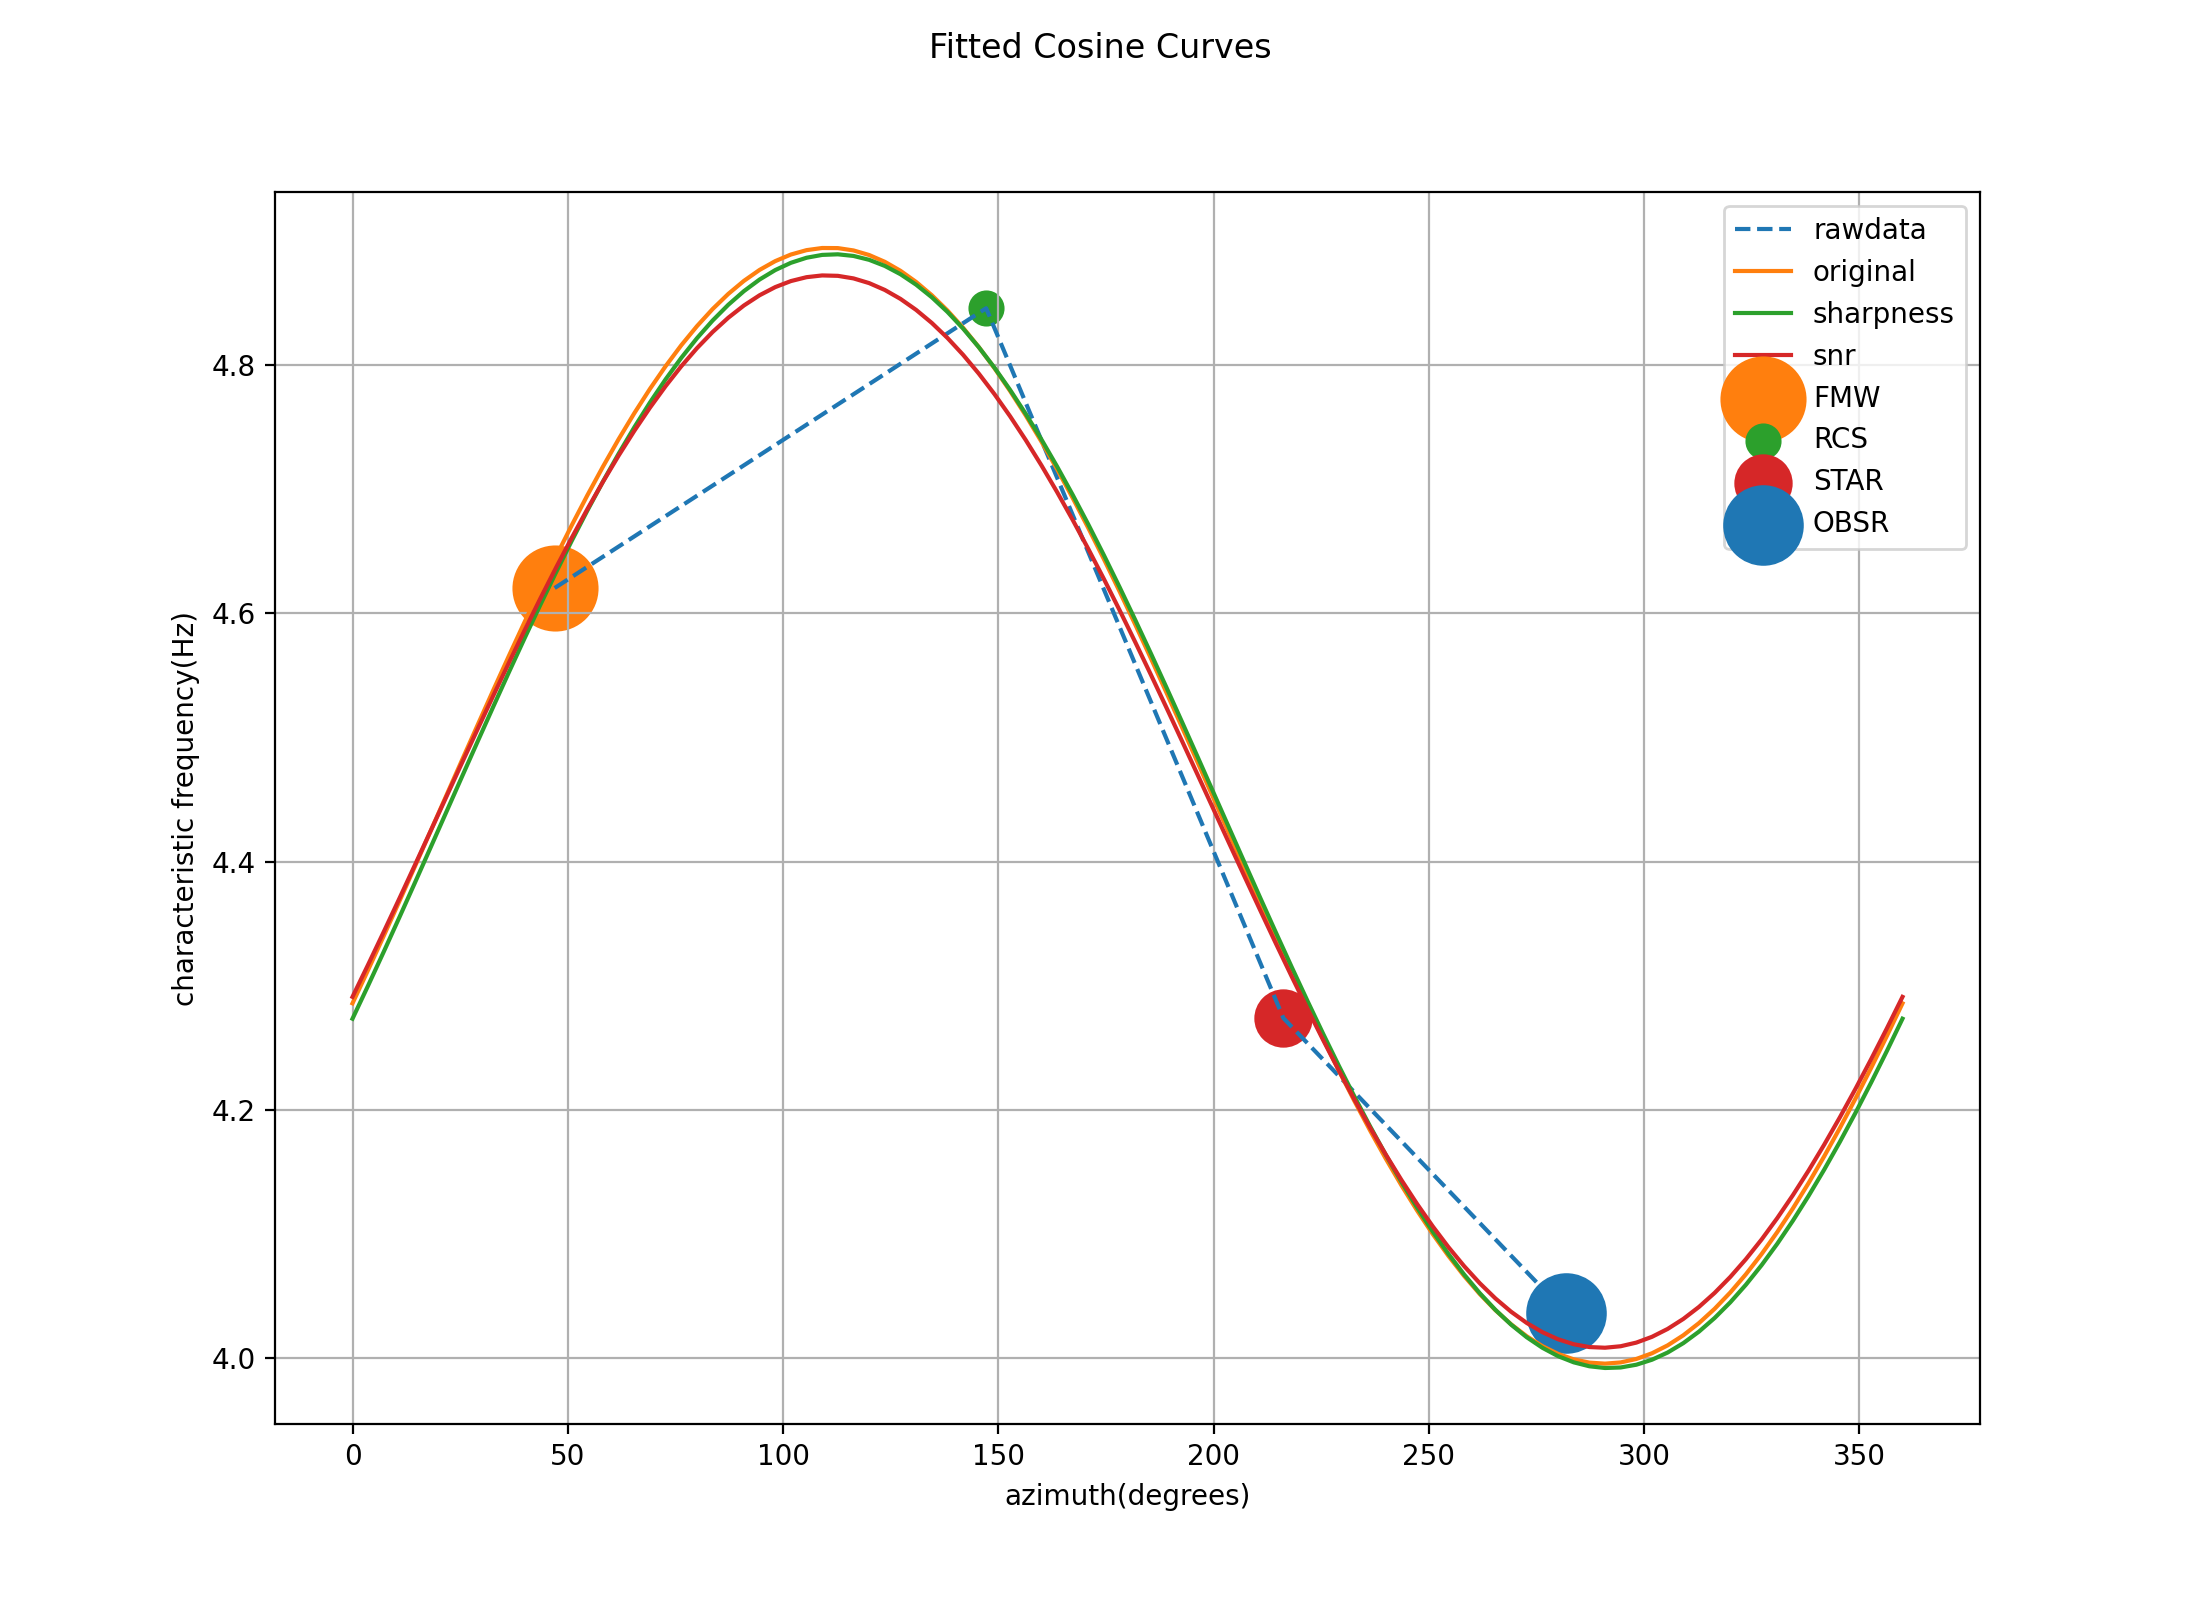 Fitted Cosine Curves
rawdata
original
sharpness
snr
FMW
RCS
STAR
OBSR
characteristic frequency(Hz)
4.8
4.6
4.4
4.2
4.0
0 50 100 150 200 250 300 350
azimuth(degrees)